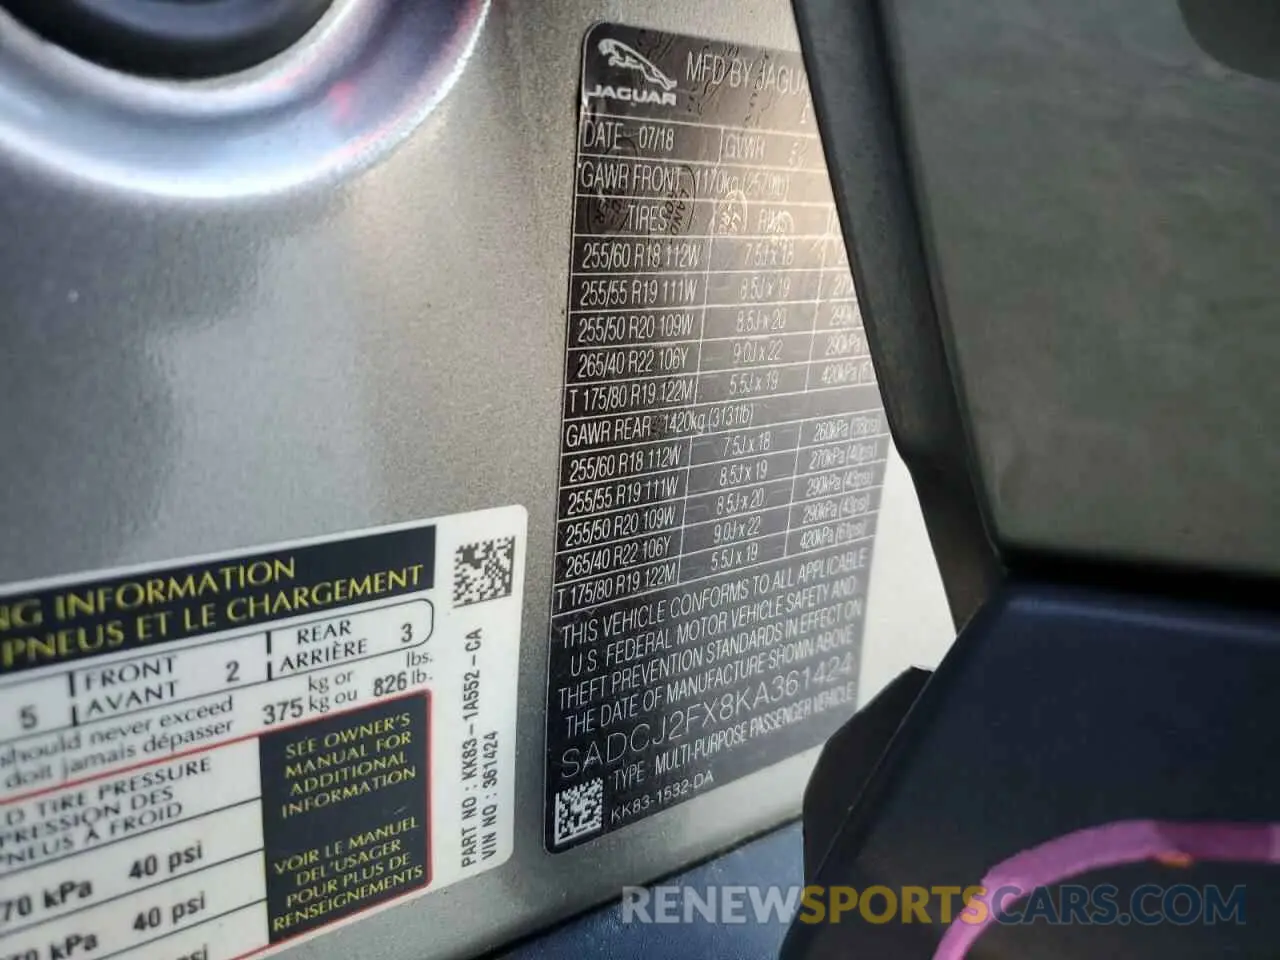 JAGUAR MFD BY JAGUA
DATE 07/18 GVWR
GAWR FRONT 1170kg (2579lb)
TIRES RIMS
255/60 R18 112W 7.5J x 18
255/55 R19 111W 8.5J x 19
255/50 R20 109W 8.5J x 20 290k
265/40 R22 106Y 9.0J x 22 290kPa
T 175/80 R19 122M 5.5J x 19 420kPa (6
GAWR REAR 1420kg (3131lb)
255/60 R18 112W 7.5J x 18 260kPa (38psi)
255/55 R19 111W 8.5J x 19 270kPa (40psi)
255/50 R20 109W 8.5J x 20 290kPa (43psi)
265/40 R22 106Y 9.0J x 22 290kPa (43psi)
T 175/80 R19 122M 5.5J x 19 420kPa (61psi)
THIS VEHICLE CONFORMS TO ALL APPLICABLE
U.S. FEDERAL MOTOR VEHICLE SAFETY AND
THEFT PREVENTION STANDARDS IN EFFECT ON
THE DATE OF MANUFACTURE SHOWN ABOVE
SADCJ2FX8KA361424
TYPE : MULTI-PURPOSE PASSENGER VEHICLE
KK83-1532-DA
NG INFORMATION
PNEUS ET LE CHARGEMENT
5 FRONT AVANT 2 REAR ARRIÈRE 3
should never exceed
doit jamais dépasser
375 kg or kg ou 826 lbs. lb.
D TIRE PRESSURE
PRESSION DES
PNEUS À FROID
70 kPa 40 psi
kPa 40 psi
psi
SEE OWNER'S
MANUAL FOR
ADDITIONAL
INFORMATION
VOIR LE MANUEL
DE L'USAGER
POUR PLUS DE
RENSEIGNEMENTS
PART NO : KK83-1A552-CA
VIN NO : 361424
RENEWSPORTSCARS.COM